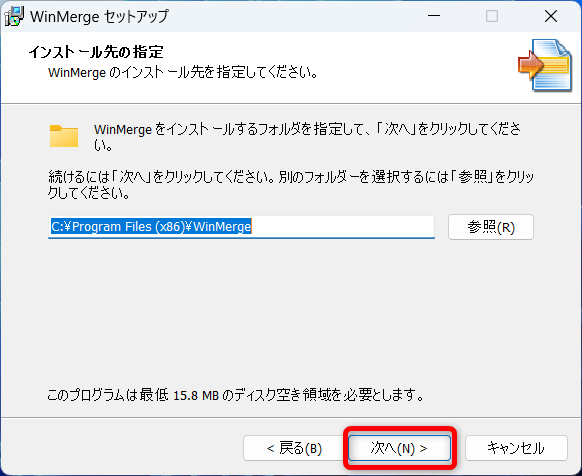 WinMerge セットアップ
インストール先の指定
WinMerge のインストール先を指定してください。
WinMerge をインストールするフォルダを指定して、「次へ」をクリックしてくださ
い。
続けるには「次へ」をクリックしてください。別のフォルダーを選択するには「参照」をクリッ
クしてください。
C:¥Program Files (x86)¥WinMerge
参照(R)
このプログラムは最低 15.8 MB のディスク空き領域を必要とします。
< 戻る(B)
次へ(N) >
キャンセル